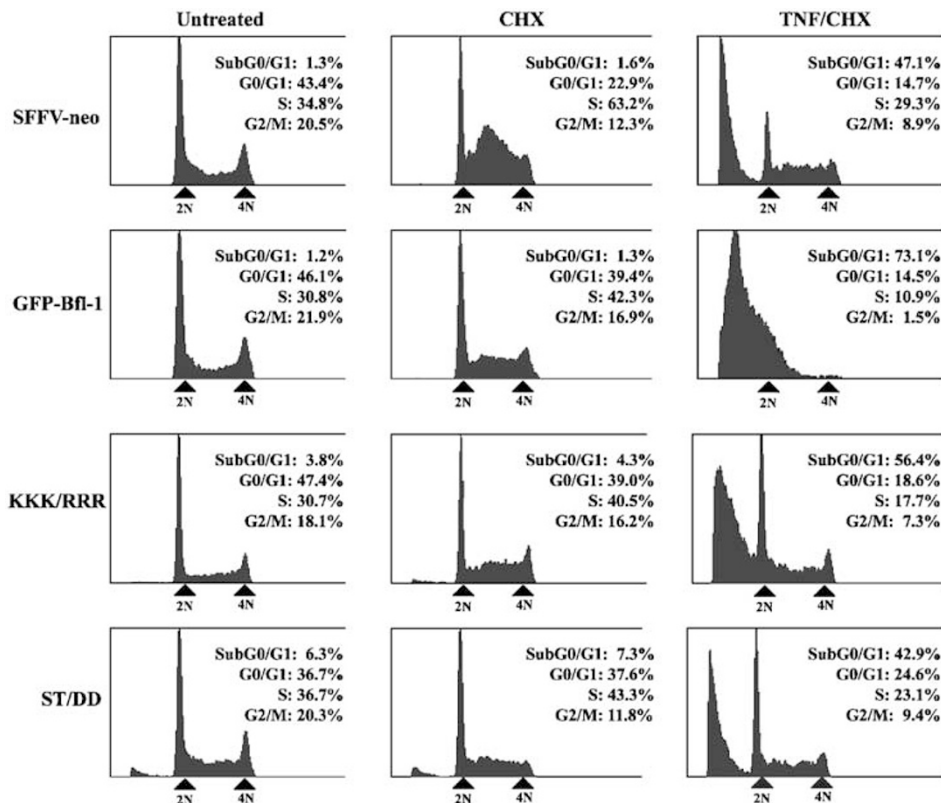 Untreated
CHX
TNF/CHX
SFFV-neo
SubG0/G1: 1.3%
G0/G1: 43.4%
S: 34.8%
G2/M: 20.5%
2N
4N
SubG0/G1: 1.6%
G0/G1: 22.9%
S: 63.2%
G2/M: 12.3%
2N
4N
SubG0/G1: 47.1%
G0/G1: 14.7%
S: 29.3%
G2/M: 8.9%
2N
4N
GFP-Bfl-1
SubG0/G1: 1.2%
G0/G1: 46.1%
S: 30.8%
G2/M: 21.9%
2N
4N
SubG0/G1: 1.3%
G0/G1: 39.4%
S: 42.3%
G2/M: 16.9%
2N
4N
SubG0/G1: 73.1%
G0/G1: 14.5%
S: 10.9%
G2/M: 1.5%
2N
4N
KKK/RRR
SubG0/G1: 3.8%
G0/G1: 47.4%
S: 30.7%
G2/M: 18.1%
2N
4N
SubG0/G1: 4.3%
G0/G1: 39.0%
S: 40.5%
G2/M: 16.2%
2N
4N
SubG0/G1: 56.4%
G0/G1: 18.6%
S: 17.7%
G2/M: 7.3%
2N
4N
ST/DD
SubG0/G1: 6.3%
G0/G1: 36.7%
S: 36.7%
G2/M: 20.3%
2N
4N
SubG0/G1: 7.3%
G0/G1: 37.6%
S: 43.3%
G2/M: 11.8%
2N
4N
SubG0/G1: 42.9%
G0/G1: 24.6%
S: 23.1%
G2/M: 9.4%
2N
4N